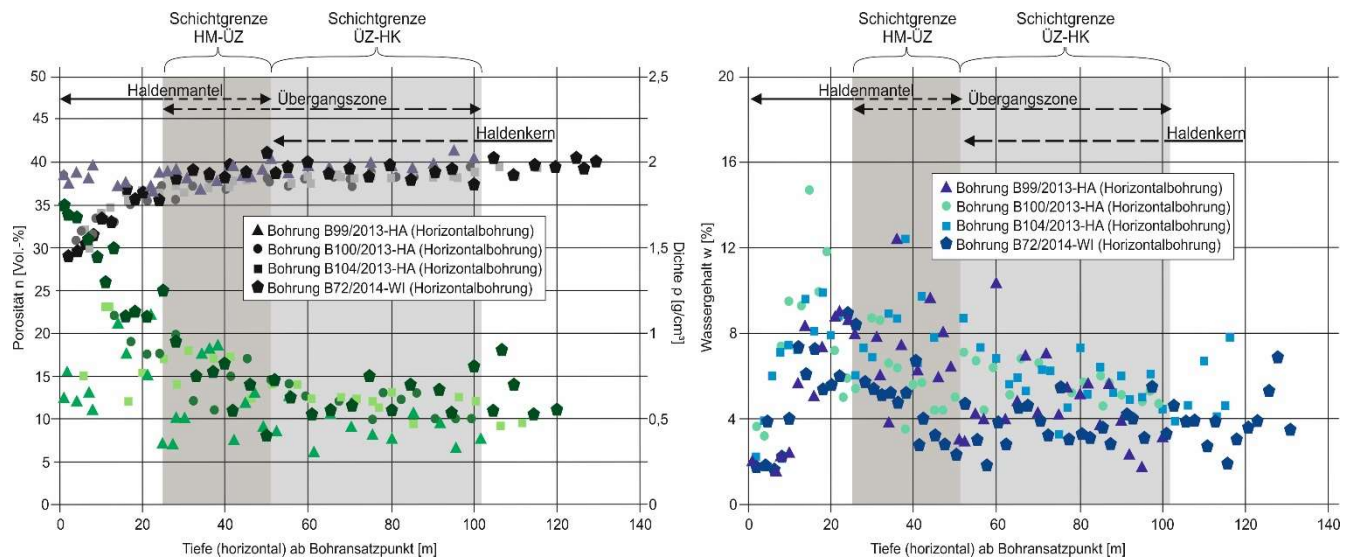 Schichtgrenze
HM-ÜZ
Schichtgrenze
ÜZ-HK
50
45
40
35
30
25
20
15
10
5
0
Porosität n [Vol.-%]
2,5
2
1,5
1
0,5
0
Dichte ρ [g/cm³]
Haldenmantel
Übergangszone
Haldenkern
Bohrung B99/2013-HA (Horizontalbohrung)
Bohrung B100/2013-HA (Horizontalbohrung)
Bohrung B104/2013-HA (Horizontalbohrung)
Bohrung B72/2014-WI (Horizontalbohrung)
0 20 40 60 80 100 120 140
Tiefe (horizontal) ab Bohransatzpunkt [m]
Schichtgrenze
HM-ÜZ
Schichtgrenze
ÜZ-HK
20
16
12
8
4
0
Wassergehalt w [%]
Haldenmantel
Übergangszone
Haldenkern
Bohrung B99/2013-HA (Horizontalbohrung)
Bohrung B100/2013-HA (Horizontalbohrung)
Bohrung B104/2013-HA (Horizontalbohrung)
Bohrung B72/2014-WI (Horizontalbohrung)
0 20 40 60 80 100 120 140
Tiefe (horizontal) ab Bohransatzpunkt [m]